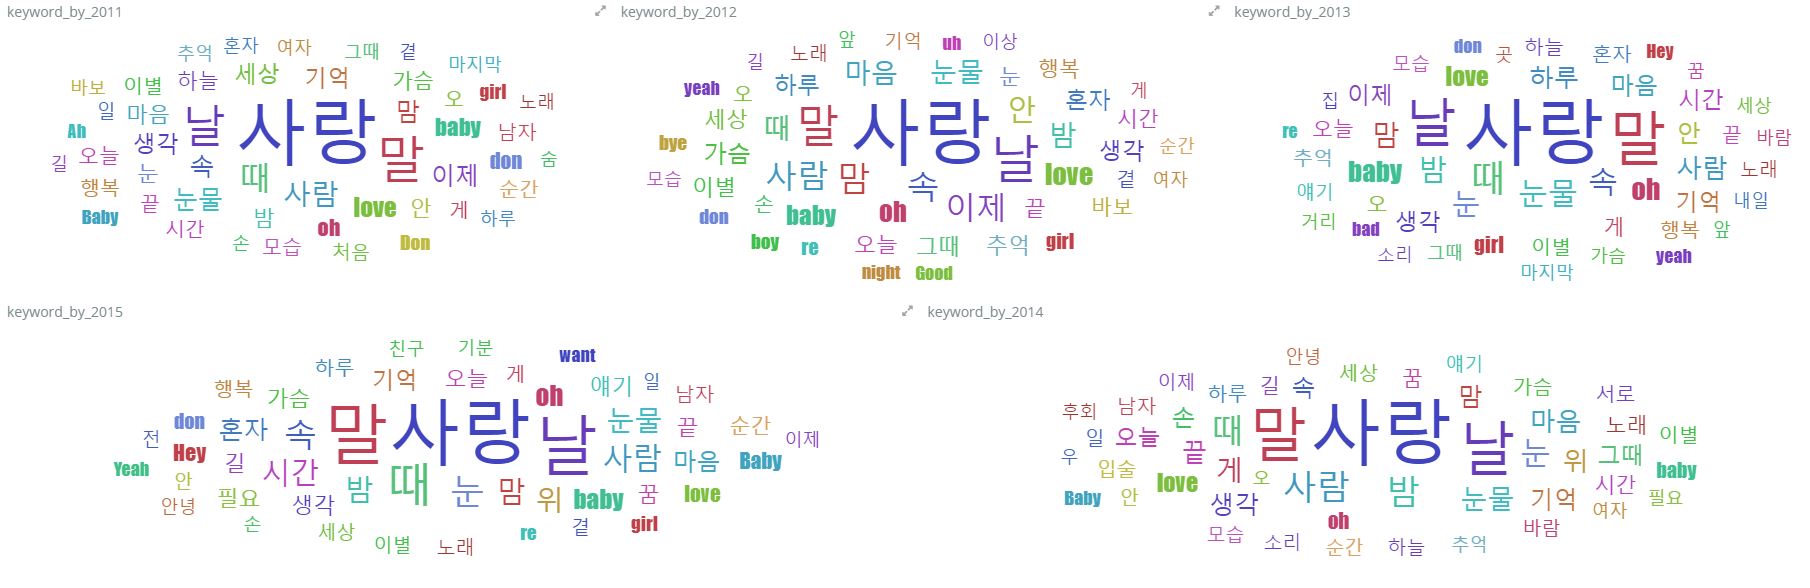 keyword_by_2011
추억 혼자 여자 그때 곁
바보 이별 하늘 세상 기억 가슴 마지막
일 마음 날 사랑 맘 오 girl 노래
Ah 생각 말 baby 남자
길 오늘 눈 속 때 사람 이제 don 숨
행복 끝 눈물 love 안 게 순간
Baby 시간 밤 oh 하루
손 모습 처음 Don
keyword_by_2012
앞 기억 uh 이상
길 노래 마음 눈물 눈 행복
yeah 오 하루 안 혼자 게
세상 때 말 사랑 밤 시간
bye 가슴 날 생각 순간
모습 이별 사람 맘 속 love 곁 여자
don 손 baby oh 이제 끝 바보
boy re 오늘 그때 추억 girl
night Good
keyword_by_2013
don 곳 하늘 혼자 Hey
모습 love 하루 마음 꿈
집 이제 날 사랑 말 시간 세상
re 오늘 맘 안 끝 바람
추억 baby 밤 때 눈물 속 사람 노래
얘기 오 눈 oh 기억 내일
거리 bad 생각 게 행복 앞
소리 그때 girl 이별 가슴 yeah
마지막
keyword_by_2015
친구 기분 want
하루 기억 오늘 게 얘기 일
행복 가슴 oh 남자
don 혼자 속 말 사랑 날 눈물 끝 순간
전 Hey 사람 마음 이제
Yeah 길 시간 때 Baby
안 필요 생각 밤 눈 맘 위 baby 꿈 love
안녕 손 세상 re 곁 girl
이별 노래
keyword_by_2014
안녕 세상 꿈 얘기
이제 하루 길 속 맘 가슴 서로
후회 남자 손 때 말 사랑 날 마음 노래
일 오늘 끝 눈 그때 이별
우 입술 게 위 baby
Baby 안 love 오 사람 밤 눈물 기억 시간 필요
생각 oh 여자
모습 소리 순간 하늘 추억 바람